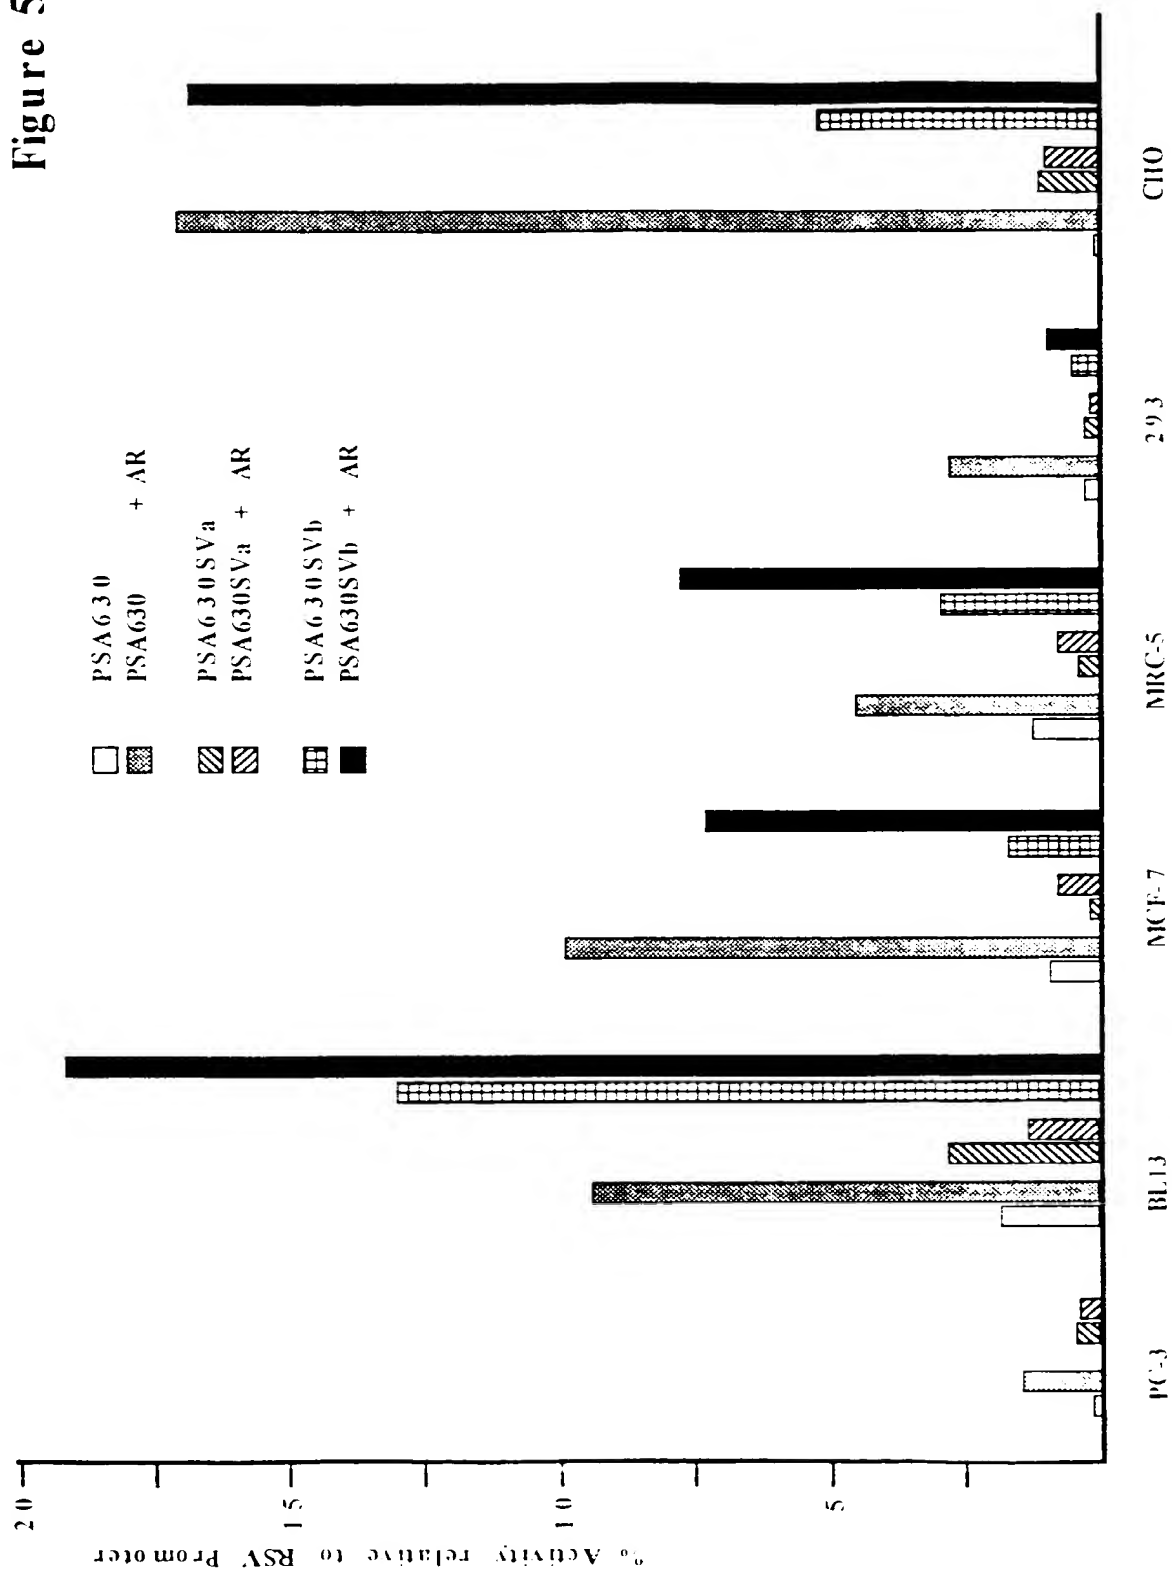 Figure 5
PSA630
PSA630 + AR
PSA630SVa
PSA630SVa + AR
PSA630SVb
PSA630SVb + AR
% Activity relative to RSV Promoter
20
15
10
5
PC-3
BL13
MCF-7
MRC-5
293
CHO